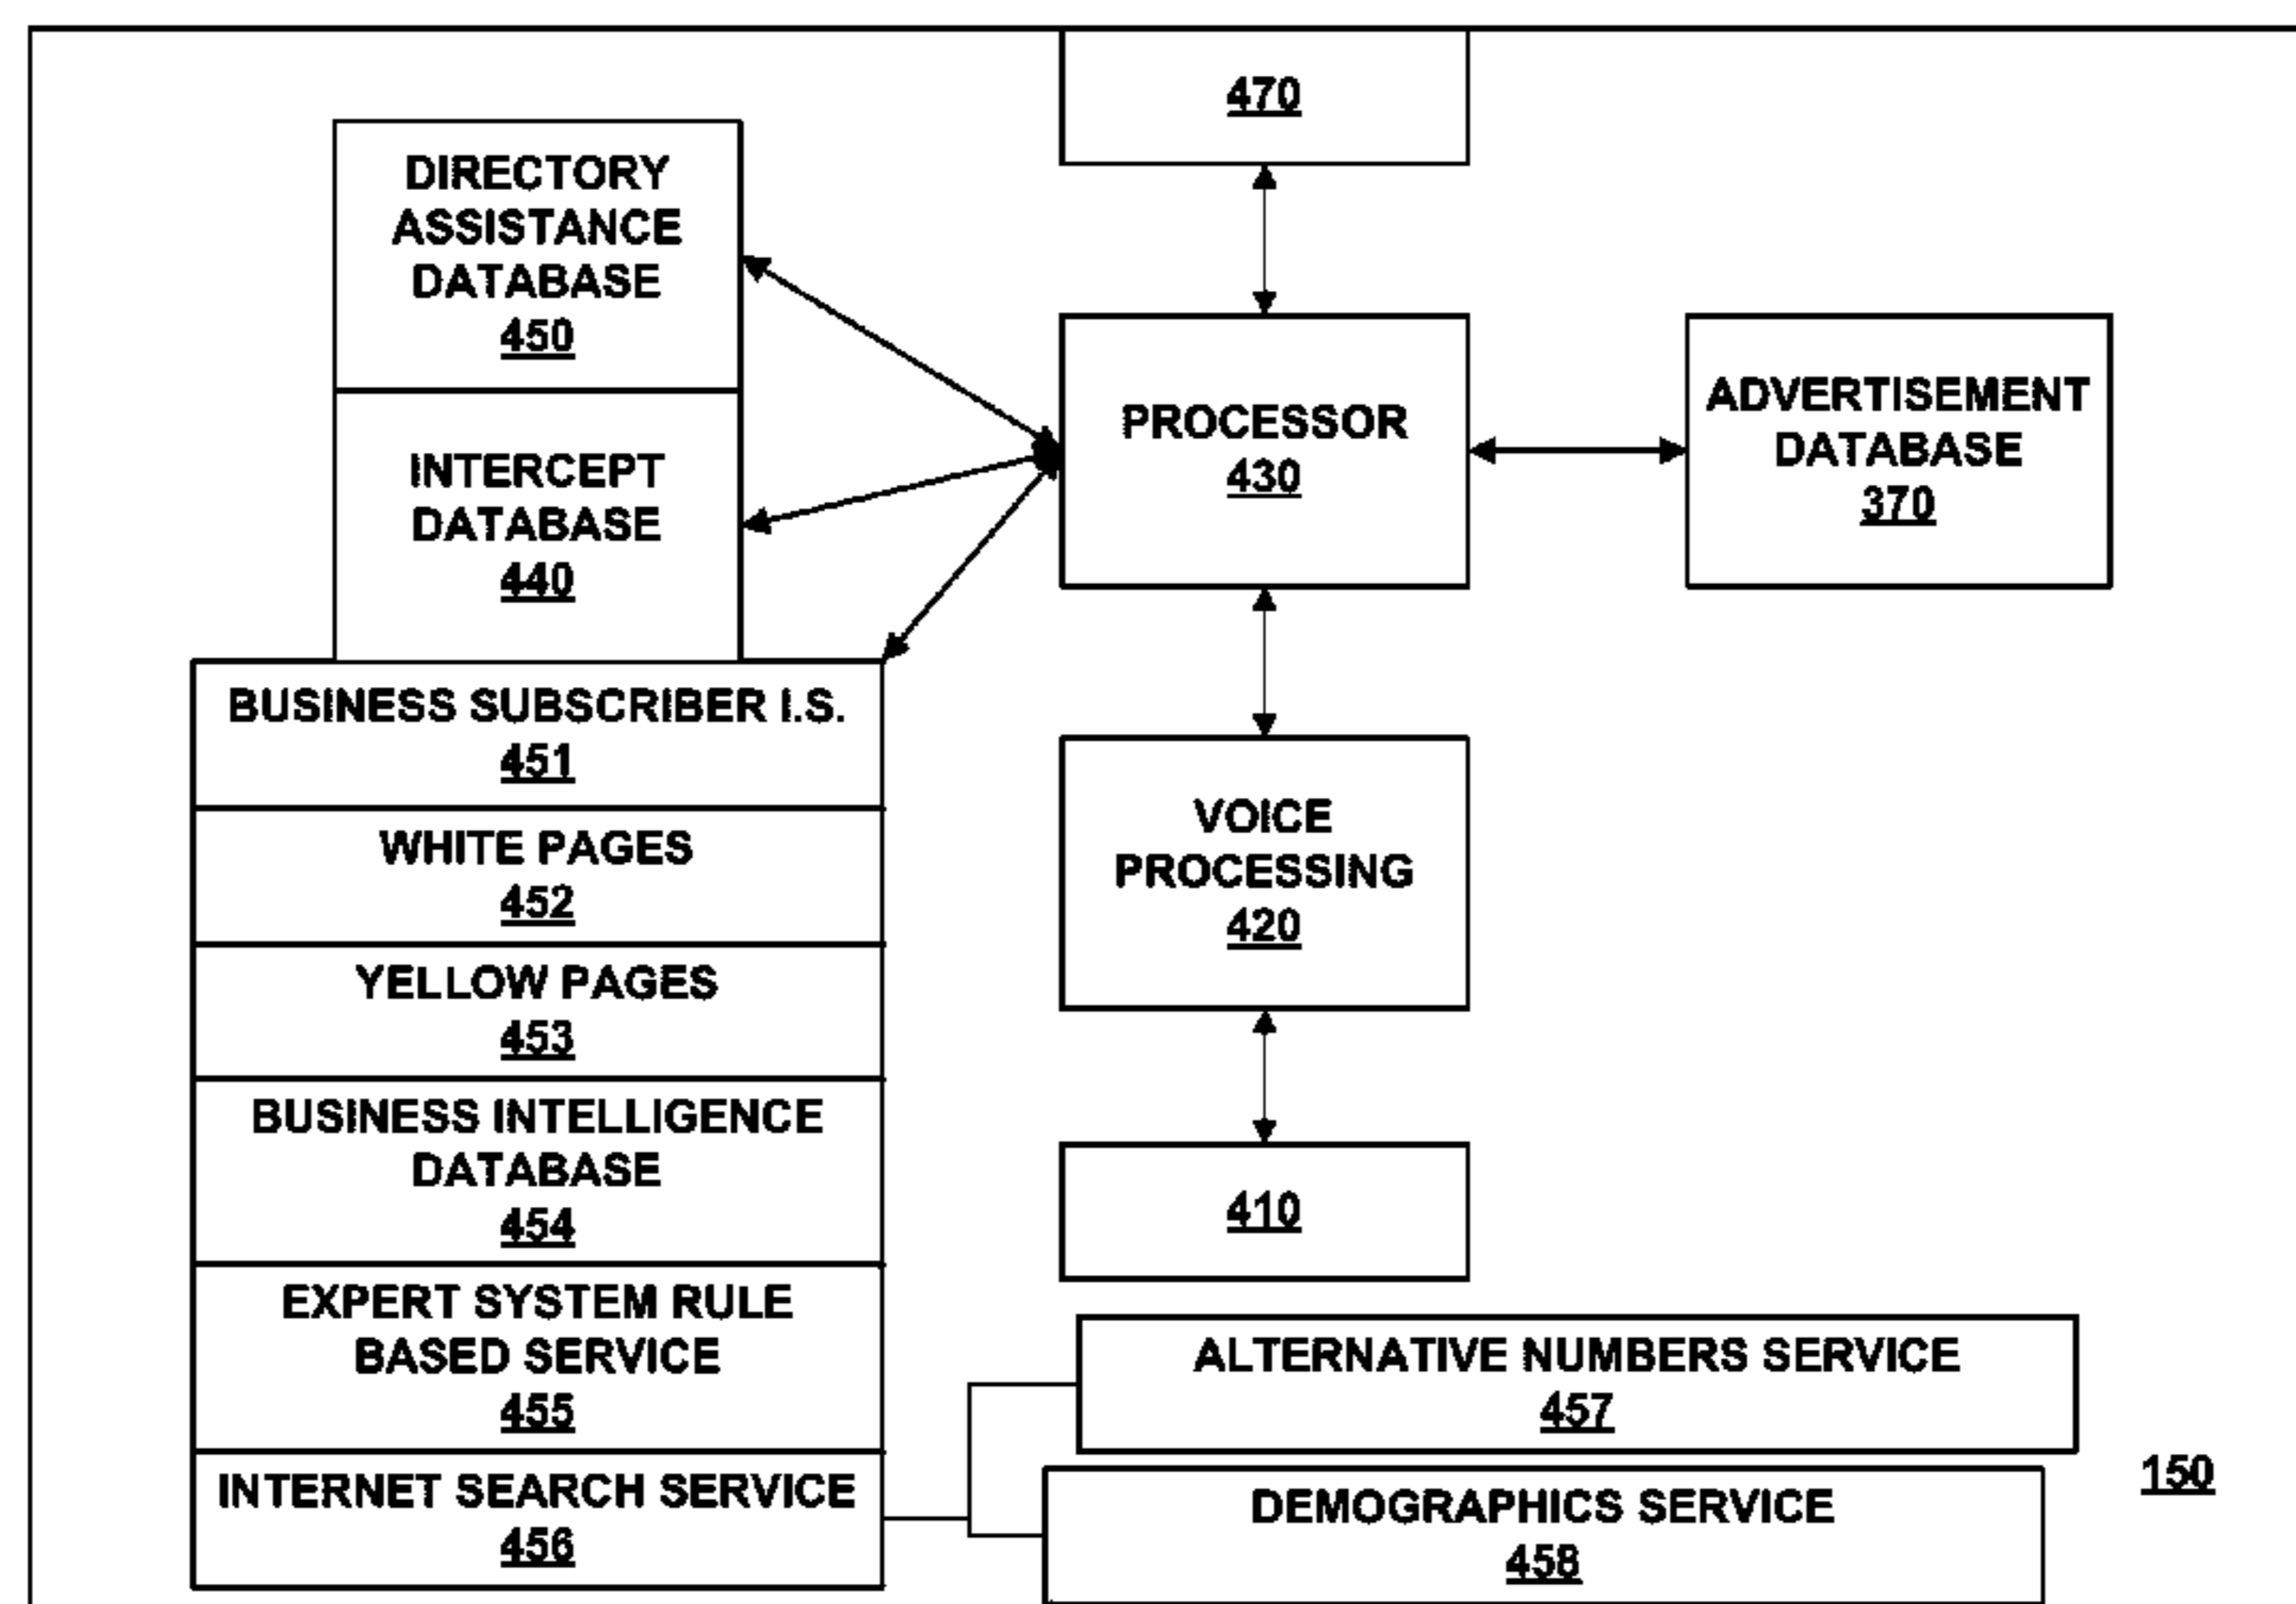 470
DIRECTORY
ASSISTANCE
DATABASE
450
INTERCEPT
DATABASE
440
PROCESSOR
430
ADVERTISEMENT
DATABASE
370
BUSINESS SUBSCRIBER I.S.
451
WHITE PAGES
452
YELLOW PAGES
453
BUSINESS INTELLIGENCE
DATABASE
454
EXPERT SYSTEM RULE
BASED SERVICE
455
INTERNET SEARCH SERVICE
456
VOICE
PROCESSING
420
410
ALTERNATIVE NUMBERS SERVICE
457
DEMOGRAPHICS SERVICE
458
150